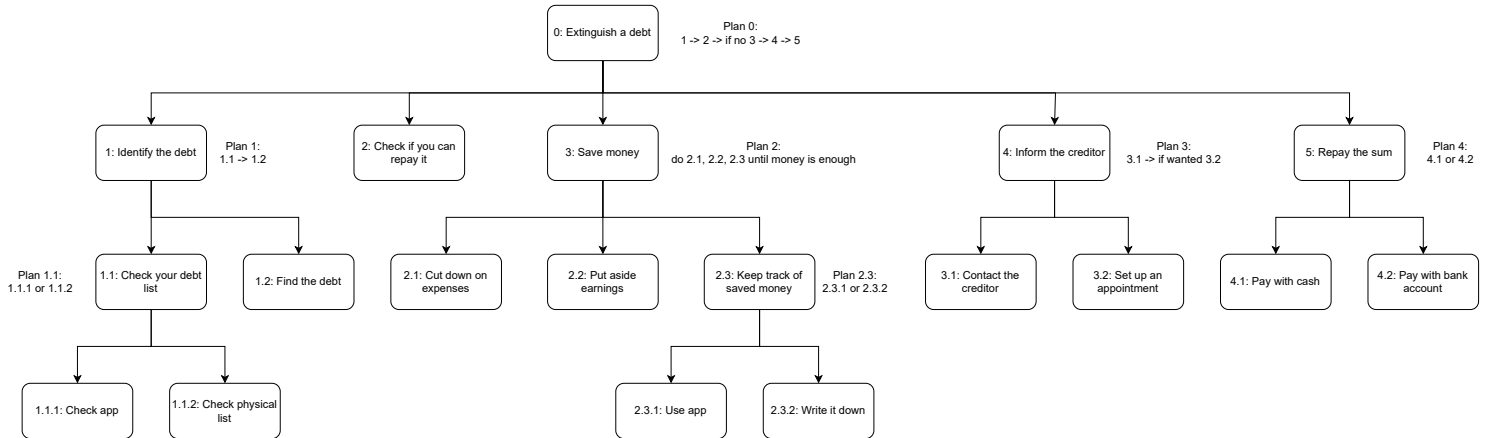 0: Extinguish a debt
Plan 0:
1 -> 2 -> if no 3 -> 4 -> 5
1: Identify the debt
Plan 1:
1.1 -> 1.2
2: Check if you can
repay it
3: Save money
Plan 2:
do 2.1, 2.2, 2.3 until money is enough
4: Inform the creditor
Plan 3:
3.1 -> if wanted 3.2
5: Repay the sum
Plan 4:
4.1 or 4.2
Plan 1.1:
1.1.1 or 1.1.2
1.1: Check your debt
list
1.2: Find the debt
2.1: Cut down on
expenses
2.2: Put aside
earnings
2.3: Keep track of
saved money
Plan 2.3:
2.3.1 or 2.3.2
3.1: Contact the
creditor
3.2: Set up an
appointment
4.1: Pay with cash
4.2: Pay with bank
account
1.1.1: Check app
1.1.2: Check physical
list
2.3.1: Use app
2.3.2: Write it down